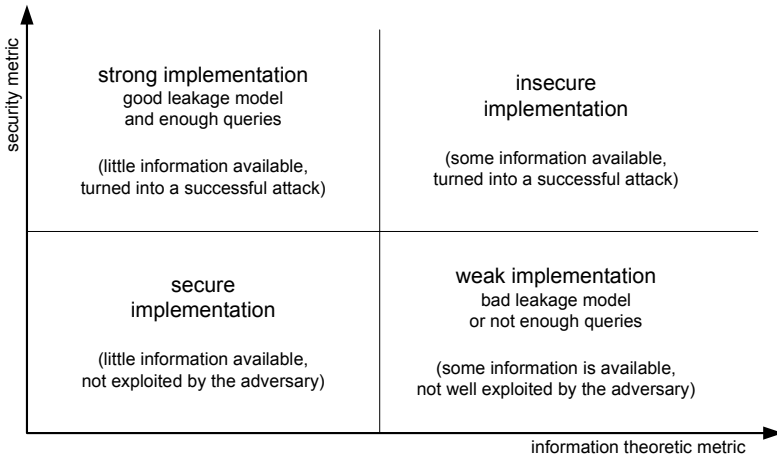 security metric
strong implementation
good leakage model
and enough queries
(little information available,
turned into a successful attack)
insecure
implementation
(some information available,
turned into a successful attack)
secure
implementation
(little information available,
not exploited by the adversary)
weak implementation
bad leakage model
or not enough queries
(some information is available,
not well exploited by the adversary)
information theoretic metric